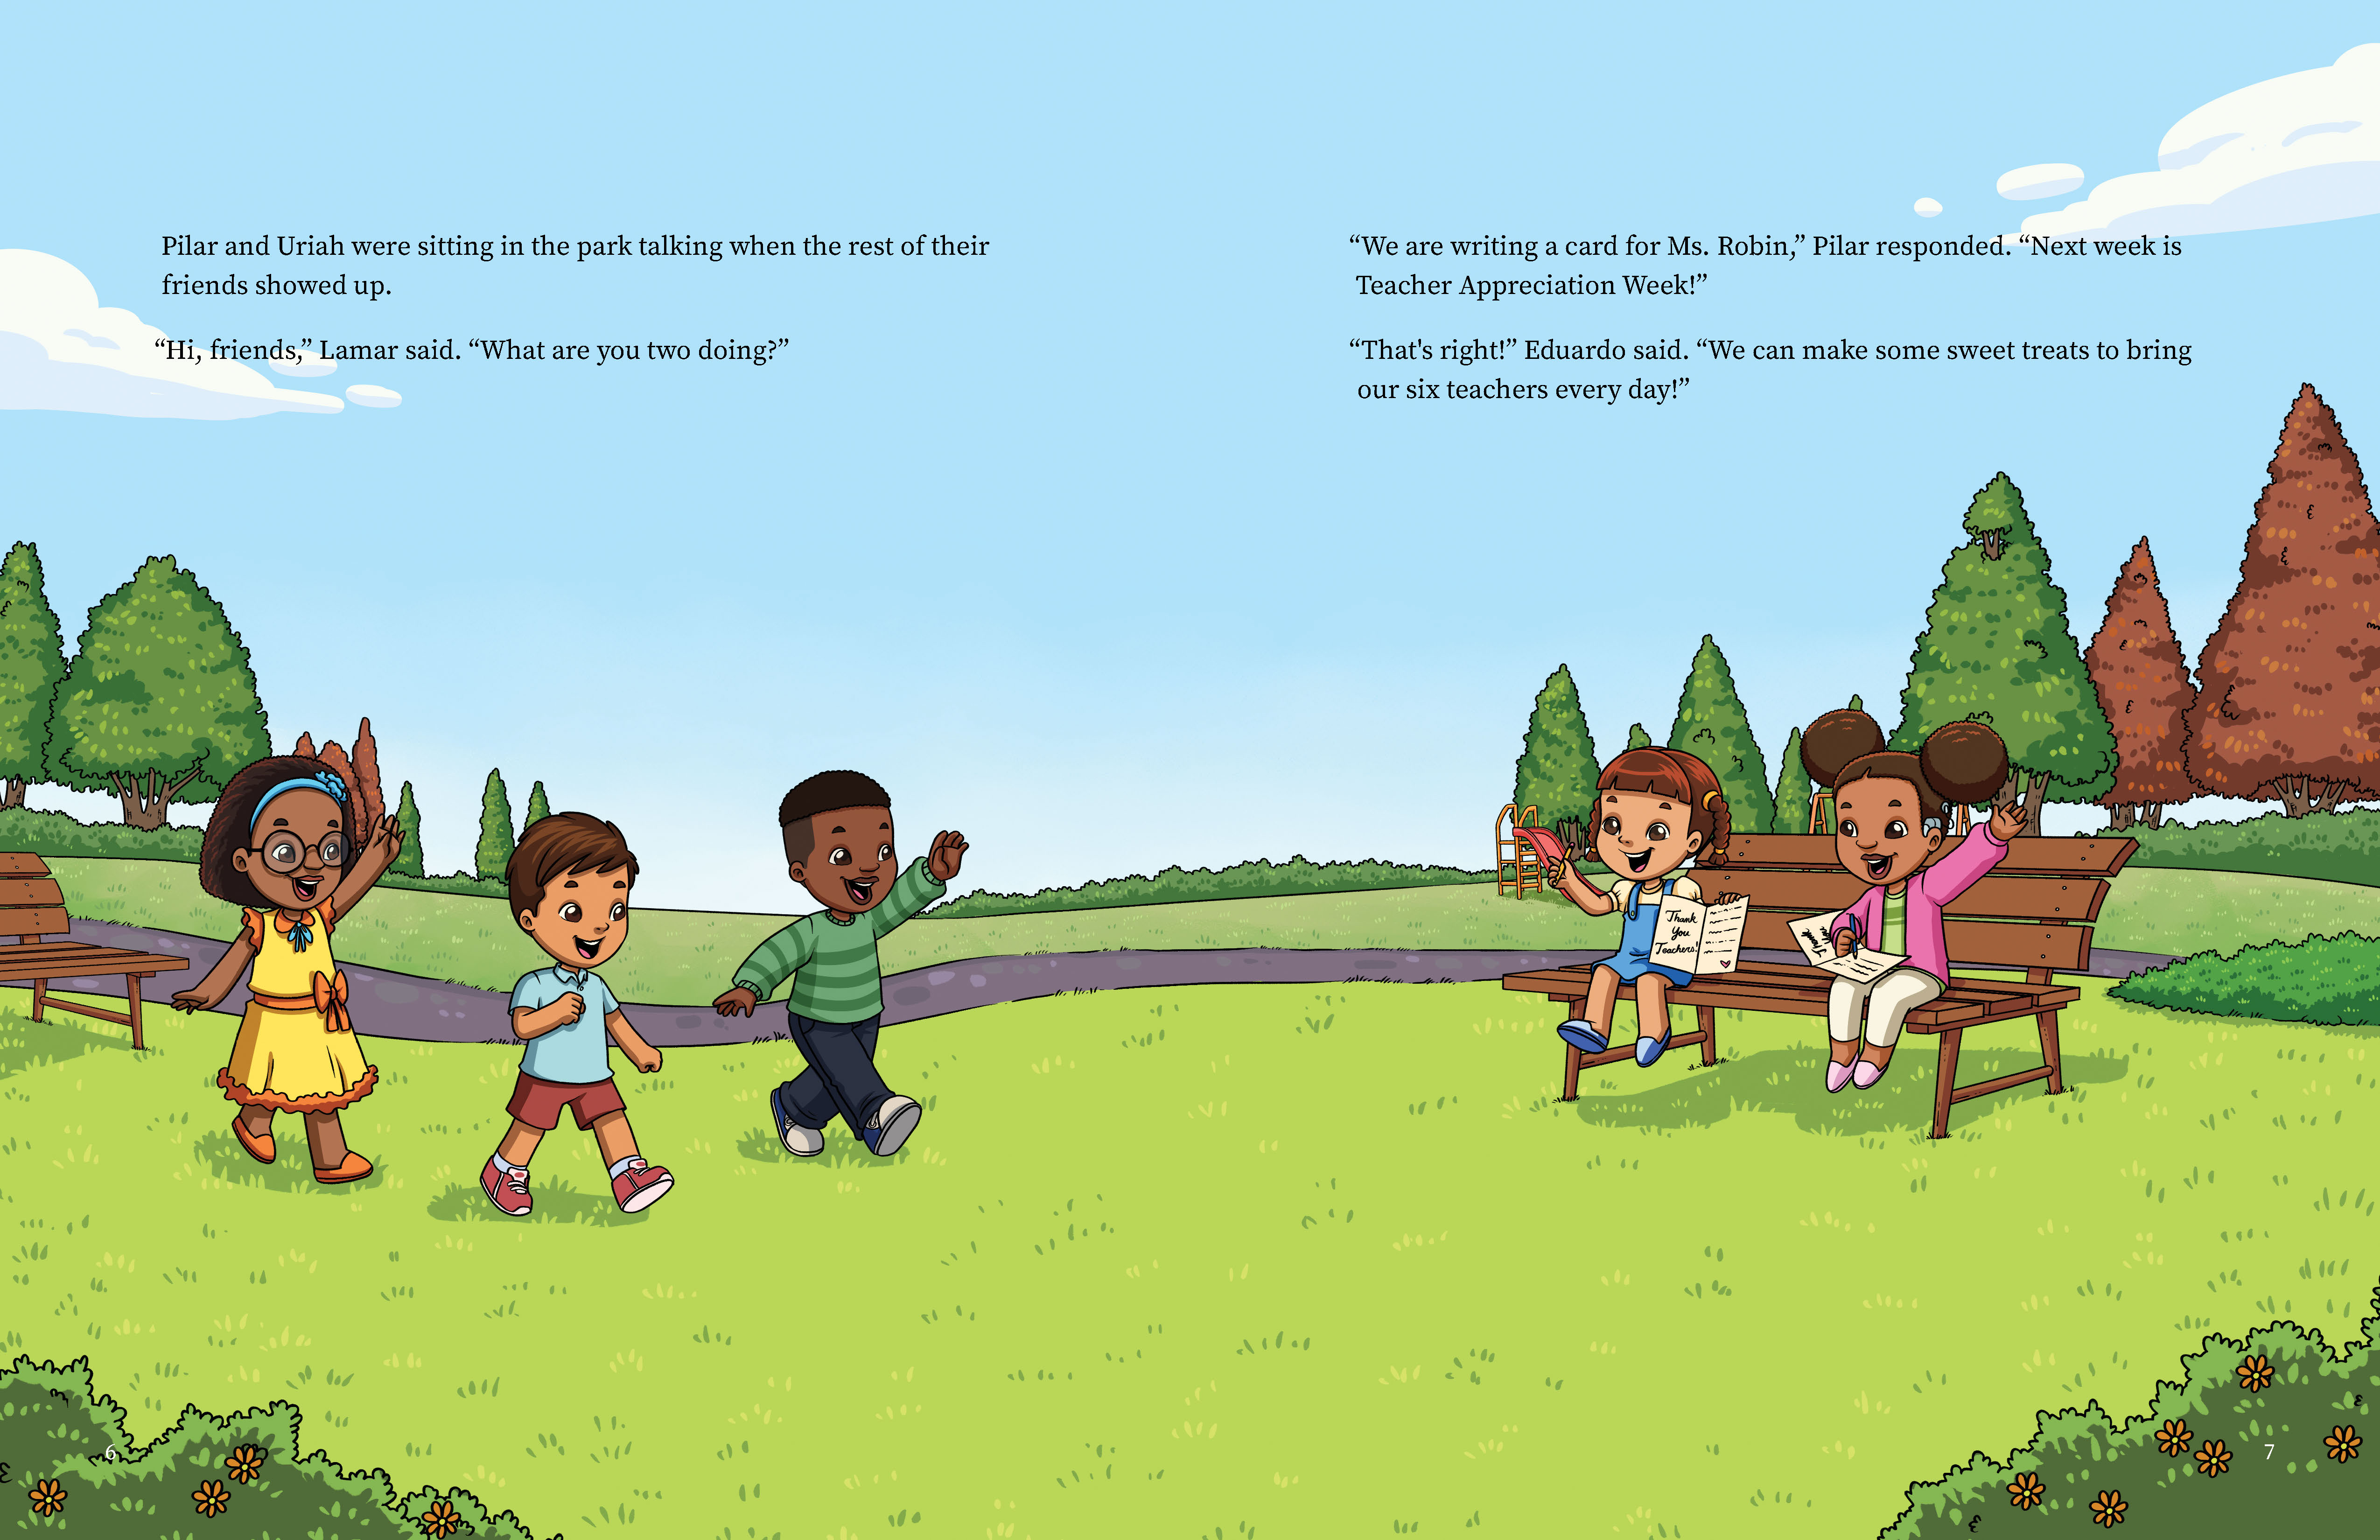 Pilar and Uriah were sitting in the park talking when the rest of their
friends showed up.
“Hi, friends,” Lamar said. “What are you two doing?”
“We are writing a card for Ms. Robin,” Pilar responded. “Next week is
Teacher Appreciation Week!”
“That's right!” Eduardo said. “We can make some sweet treats to bring
our six teachers every day!”
Thank
You
Teachers!
Thank
You
6
7